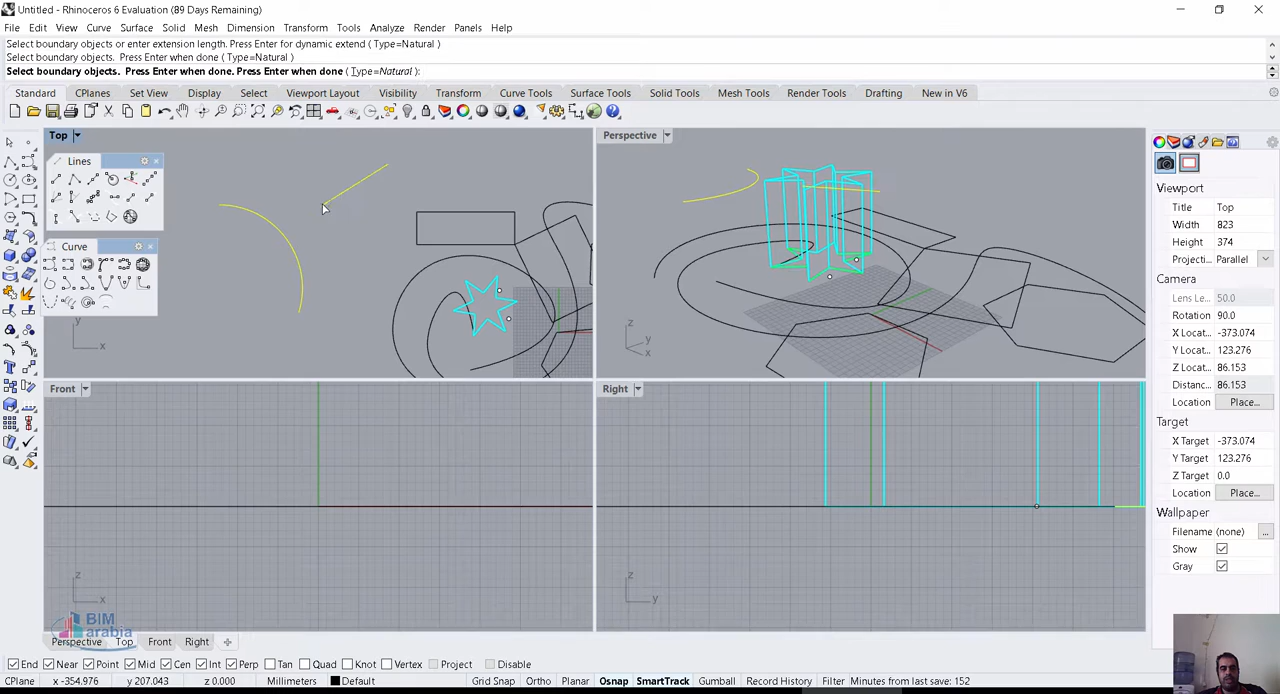 Untitled - Rhinoceros 6 Evaluation (89 Days Remaining)
File Edit View Curve Surface Solid Mesh Dimension Transform Tools Analyze Render Panels Help
Select boundary objects or enter extension length. Press Enter for dynamic extend ( Type=Natural )
Select boundary objects.  Press Enter when done ( Type=Natural )
Select boundary objects.  Press Enter when done. Press Enter when done ( Type=Natural ):
Standard CPlanes Set View Display Select Viewport Layout Visibility Transform Curve Tools Surface Tools Solid Tools Mesh Tools Render Tools Drafting New in V6
Top
Perspective
Lines
Curve
y
x
z
y
x
Front
Right
z
x
z
y
Viewport
Title Top
Width 823
Height 374
Projecti... Parallel
Camera
Lens Le... 50.0
Rotation 90.0
X Locat... -373.074
Y Locat... 123.276
Z Locat... 86.153
Distanc... 86.153
Location Place...
Target
X Target -373.074
Y Target 123.276
Z Target 0.0
Location Place...
Wallpaper
Filename (none) ...
Show
Gray
BIM
arabia
Perspective Top Front Right
End Near Point Mid Cen Int Perp Tan Quad Knot Vertex Project Disable
CPlane x -354.976 y 207.043 z 0.000 Millimeters Default Grid Snap Ortho Planar Osnap SmartTrack Gumball Record History Filter Minutes from last save: 152